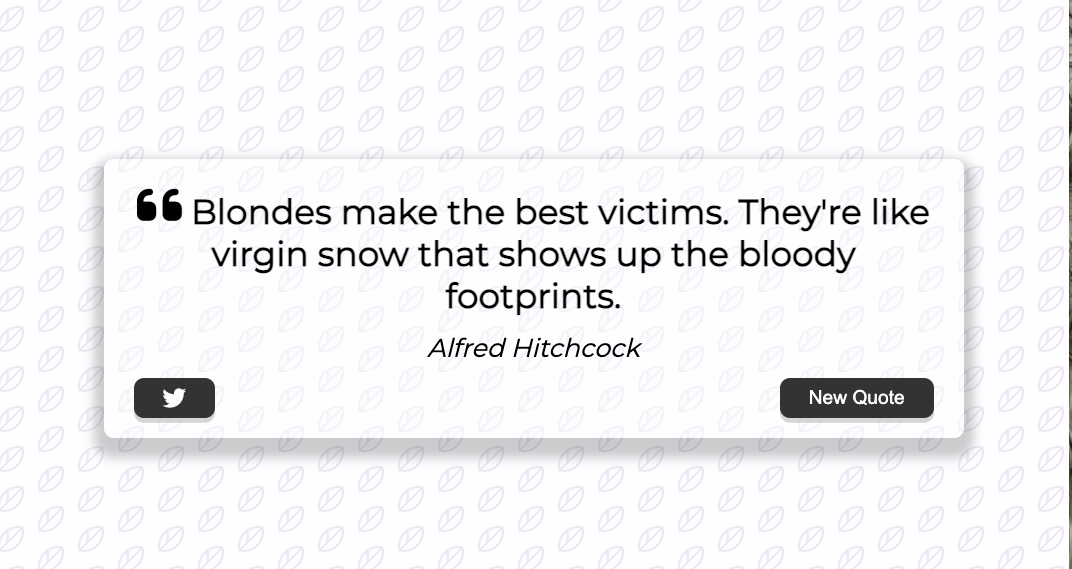 Blondes make the best victims. They're like
virgin snow that shows up the bloody
footprints.
Alfred Hitchcock
New Quote